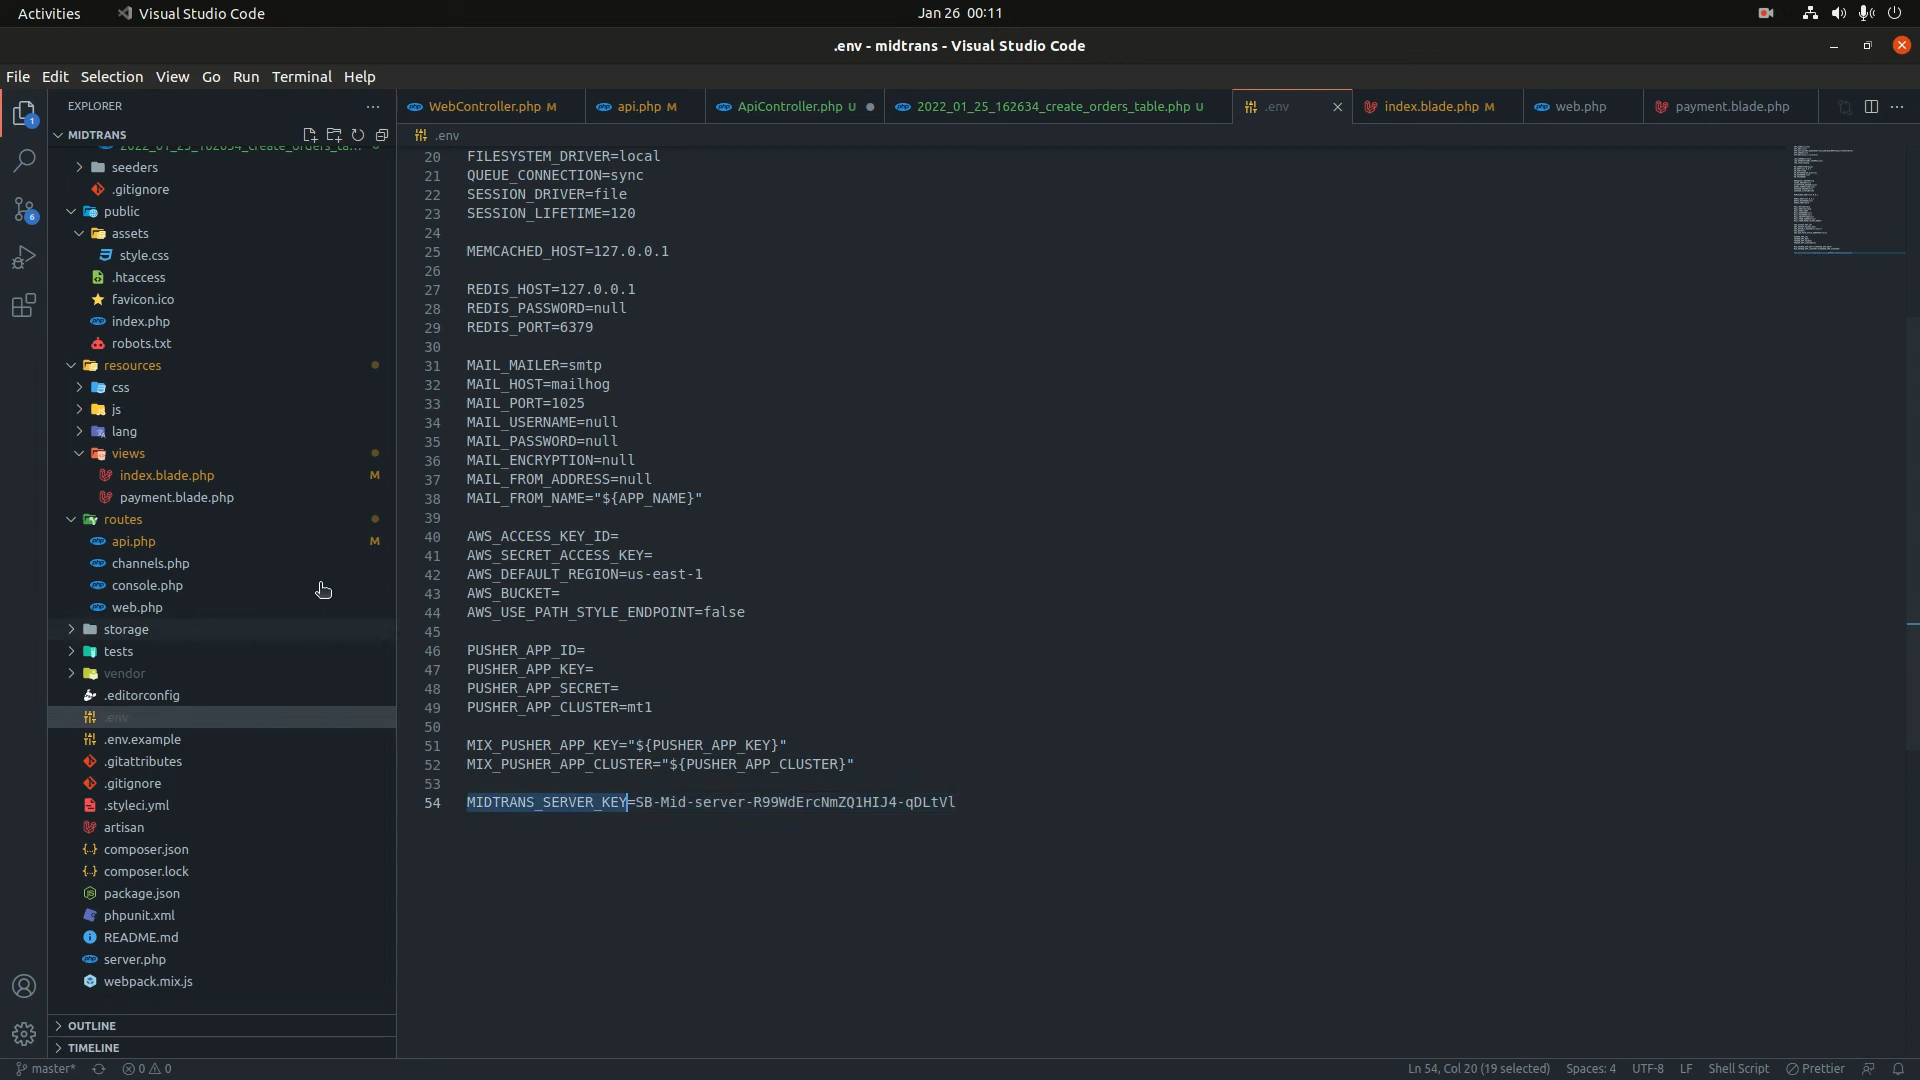 Activities
Visual Studio Code
Jan 26 00:11
.env - midtrans - Visual Studio Code
File Edit Selection View Go Run Terminal Help
EXPLORER
MIDTRANS
2022_01_25_162634_create_orders_ta...
seeders
.gitignore
public
assets
style.css
.htaccess
favicon.ico
index.php
robots.txt
resources
css
js
lang
views
index.blade.php M
payment.blade.php
routes
api.php M
channels.php
console.php
web.php
storage
tests
vendor
.editorconfig
.env
.env.example
.gitattributes
.gitignore
.styleci.yml
artisan
composer.json
composer.lock
package.json
phpunit.xml
README.md
server.php
webpack.mix.js
OUTLINE
TIMELINE
WebController.php M
api.php M
ApiController.php U
2022_01_25_162634_create_orders_table.php U
.env
index.blade.php M
web.php
payment.blade.php
.env
20 FILESYSTEM_DRIVER=local
21 QUEUE_CONNECTION=sync
22 SESSION_DRIVER=file
23 SESSION_LIFETIME=120
24
25 MEMCACHED_HOST=127.0.0.1
26
27 REDIS_HOST=127.0.0.1
28 REDIS_PASSWORD=null
29 REDIS_PORT=6379
30
31 MAIL_MAILER=smtp
32 MAIL_HOST=mailhog
33 MAIL_PORT=1025
34 MAIL_USERNAME=null
35 MAIL_PASSWORD=null
36 MAIL_ENCRYPTION=null
37 MAIL_FROM_ADDRESS=null
38 MAIL_FROM_NAME="${APP_NAME}"
39
40 AWS_ACCESS_KEY_ID=
41 AWS_SECRET_ACCESS_KEY=
42 AWS_DEFAULT_REGION=us-east-1
43 AWS_BUCKET=
44 AWS_USE_PATH_STYLE_ENDPOINT=false
45
46 PUSHER_APP_ID=
47 PUSHER_APP_KEY=
48 PUSHER_APP_SECRET=
49 PUSHER_APP_CLUSTER=mt1
50
51 MIX_PUSHER_APP_KEY="${PUSHER_APP_KEY}"
52 MIX_PUSHER_APP_CLUSTER="${PUSHER_APP_CLUSTER}"
53
54 MIDTRANS_SERVER_KEY=SB-Mid-server-R99WdErcNmZQ1HIJ4-qDLtVl
master* 0 0
Ln 54, Col 20 (19 selected) Spaces: 4 UTF-8 LF Shell Script Prettier